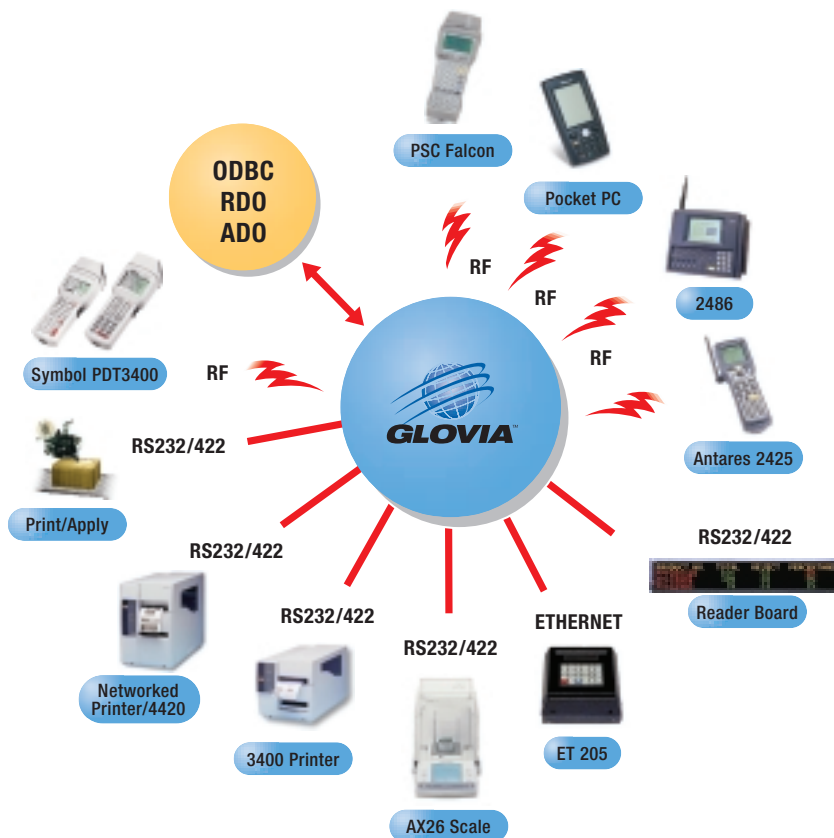 PSC Falcon
Pocket PC
ODBC
RDO
ADO
RF
RF
2486
Symbol PDT3400
RF
RF
GLOVIA™
Antares 2425
RS232/422
Print/Apply
RS232/422
RS232/422
Reader Board
RS232/422
ETHERNET
RS232/422
Networked
Printer/4420
3400 Printer
ET 205
AX26 Scale